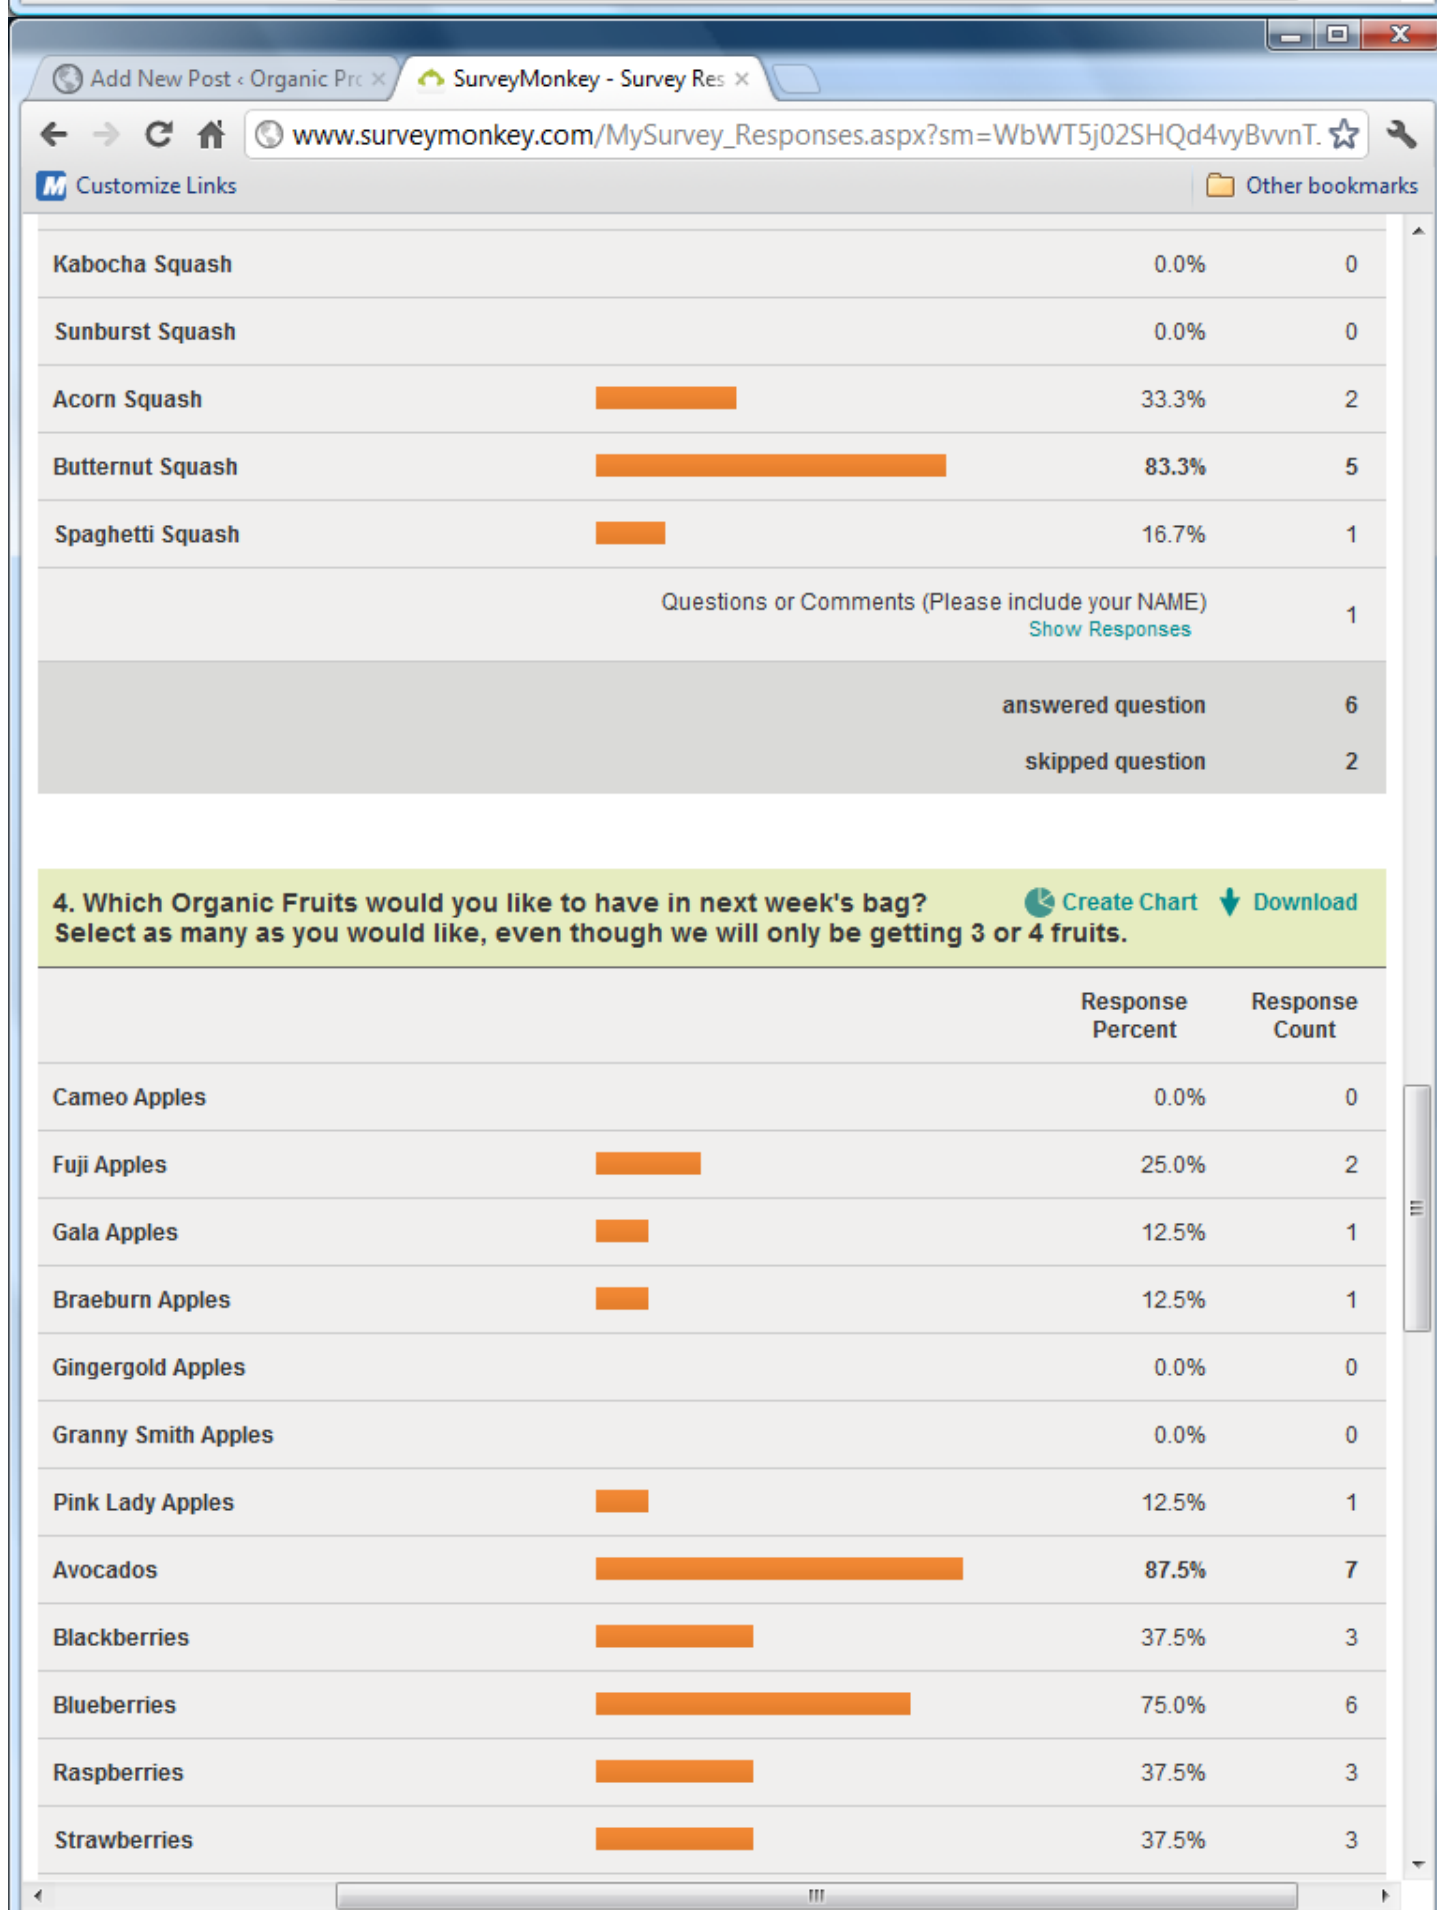 Add New Post ‹ Organic Pro
SurveyMonkey - Survey Res
www.surveymonkey.com/MySurvey_Responses.aspx?sm=WbWT5j02SHQd4vyBvvnT.
Customize Links
Other bookmarks
Kabocha Squash 0.0% 0
Sunburst Squash 0.0% 0
Acorn Squash 33.3% 2
Butternut Squash 83.3% 5
Spaghetti Squash 16.7% 1
Questions or Comments (Please include your NAME) 1
Show Responses
answered question 6
skipped question 2
4. Which Organic Fruits would you like to have in next week's bag? Create Chart Download
Select as many as you would like, even though we will only be getting 3 or 4 fruits.
Response Response
Percent Count
Cameo Apples 0.0% 0
Fuji Apples 25.0% 2
Gala Apples 12.5% 1
Braeburn Apples 12.5% 1
Gingergold Apples 0.0% 0
Granny Smith Apples 0.0% 0
Pink Lady Apples 12.5% 1
Avocados 87.5% 7
Blackberries 37.5% 3
Blueberries 75.0% 6
Raspberries 37.5% 3
Strawberries 37.5% 3